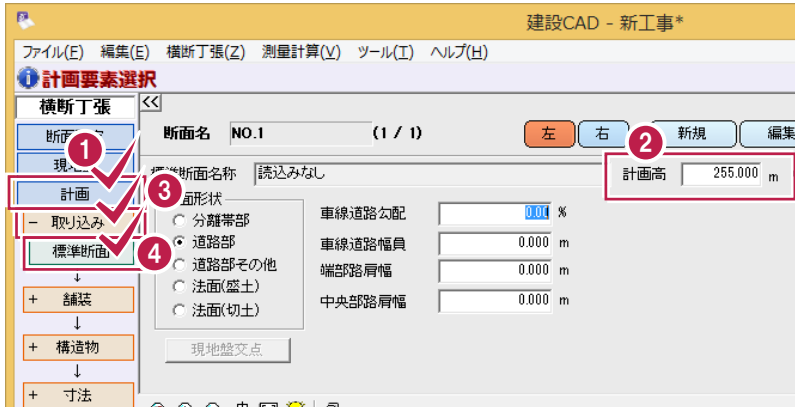 建設CAD - 新工事*
ファイル(F) 編集(E) 横断丁張(Z) 測量計算(V) ツール(T) ヘルプ(H)
計画要素選択
横断丁張
<<
断面名 NO.1 (1 / 1) 左 右 新規 編集
1
2
計画高 255.000 m
標準断面名称 読込みなし
計画
3
- 取り込み
標準断面
4
↓
+ 舗装
↓
+ 構造物
↓
+ 寸法
分離帯部
道路部
道路部その他
法面(盛土)
法面(切土)
車線道路勾配 0.00 %
車線道路幅員 0.000 m
端部路肩幅 0.000 m
中央部路肩幅 0.000 m
現地盤交点